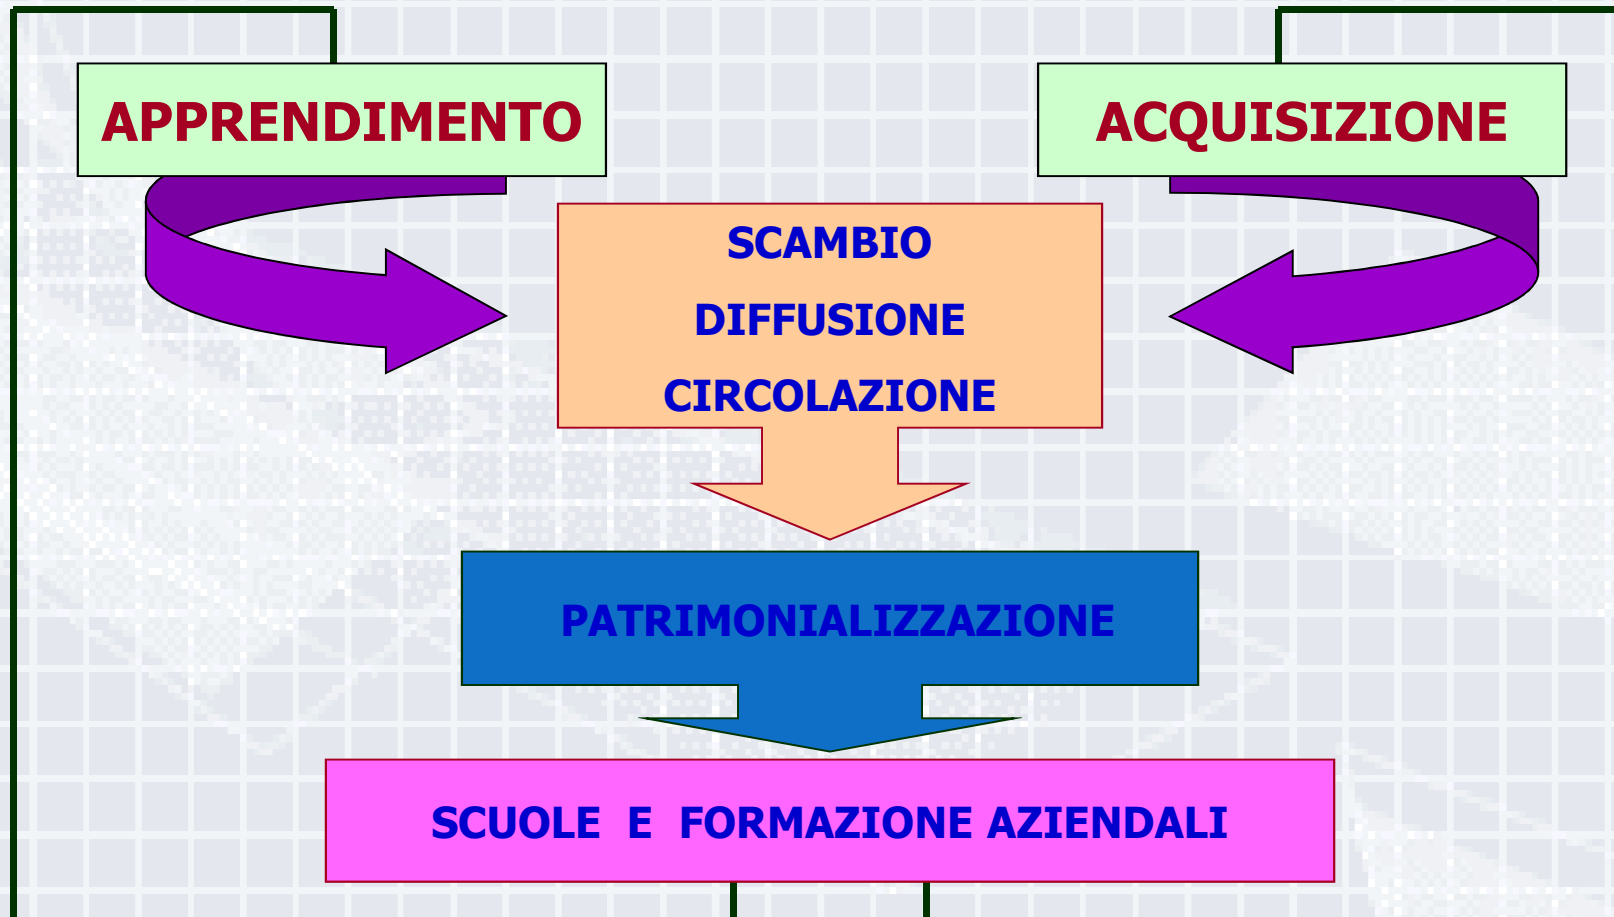 APPRENDIMENTO
ACQUISIZIONE
SCAMBIO
DIFFUSIONE
CIRCOLAZIONE
PATRIMONIALIZZAZIONE
SCUOLE E FORMAZIONE AZIENDALI